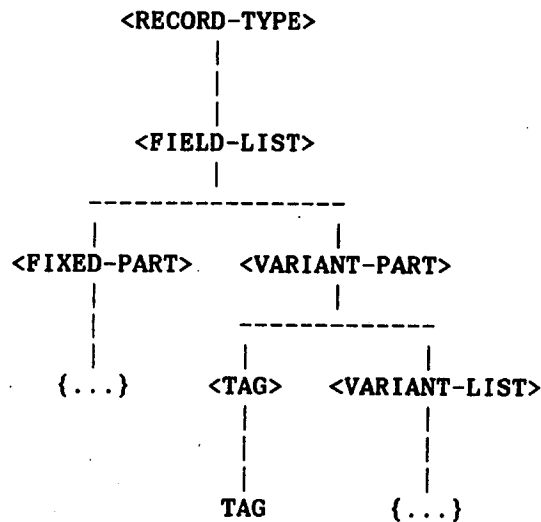 <RECORD-TYPE>
<FIELD-LIST>
<FIXED-PART> <VARIANT-PART>
{...} <TAG> <VARIANT-LIST>
TAG {...}